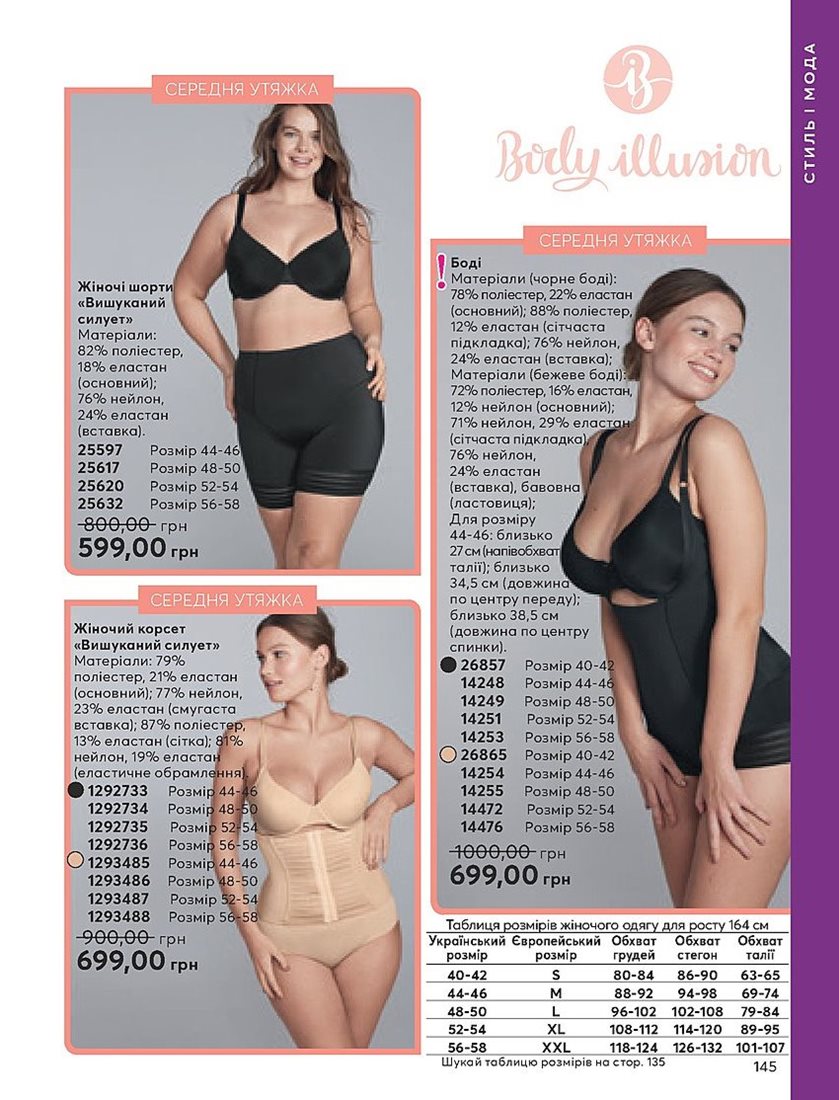 СТИЛЬ І МОДА
Body illusion
СЕРЕДНЯ УТЯЖКА
Жіночі шорти
«Вишуканий
силует»
Матеріали:
82% поліестер,
18% еластан
(основний);
76% нейлон,
24% еластан
(вставка).
25597 Розмір 44-46
25617 Розмір 48-50
25620 Розмір 52-54
25632 Розмір 56-58
800,00 грн
599,00 грн
СЕРЕДНЯ УТЯЖКА
Жіночий корсет
«Вишуканий силует»
Матеріали: 79%
поліестер, 21% еластан
(основний); 77% нейлон,
23% еластан (смугаста
вставка); 87% поліестер,
13% еластан (сітка); 81%
нейлон, 19% еластан
(еластичне обрамлення).
1292733 Розмір 44-46
1292734 Розмір 48-50
1292735 Розмір 52-54
1292736 Розмір 56-58
1293485 Розмір 44-46
1293486 Розмір 48-50
1293487 Розмір 52-54
1293488 Розмір 56-58
900,00 грн
699,00 грн
СЕРЕДНЯ УТЯЖКА
! Боді
Матеріали (чорне боді):
78% поліестер, 22% еластан
(основний); 88% поліестер,
12% еластан (сітчаста
підкладка); 76% нейлон,
24% еластан (вставка);
Матеріали (бежеве боді):
72% поліестер, 16% еластан,
12% нейлон (основний);
71% нейлон, 29% еластан
(сітчаста підкладка),
76% нейлон,
24% еластан
(вставка), бавовна
(ластовиця);
Для розміру
44-46: близько
27 см (напівобхват
талії); близько
34,5 см (довжина
по центру переду);
близько 38,5 см
(довжина по центру
спинки).
26857 Розмір 40-42
14248 Розмір 44-46
14249 Розмір 48-50
14251 Розмір 52-54
14253 Розмір 56-58
26865 Розмір 40-42
14254 Розмір 44-46
14255 Розмір 48-50
14472 Розмір 52-54
14476 Розмір 56-58
1000,00 грн
699,00 грн
Таблиця розмірів жіночого одягу для росту 164 см
Український Європейський Обхват Обхват Обхват
розмір розмір грудей стегон талії
40-42 S 80-84 86-90 63-65
44-46 M 88-92 94-98 69-74
48-50 L 96-102 102-108 79-84
52-54 XL 108-112 114-120 89-95
56-58 XXL 118-124 126-132 101-107
Шукай таблицю розмірів на стор. 135
145